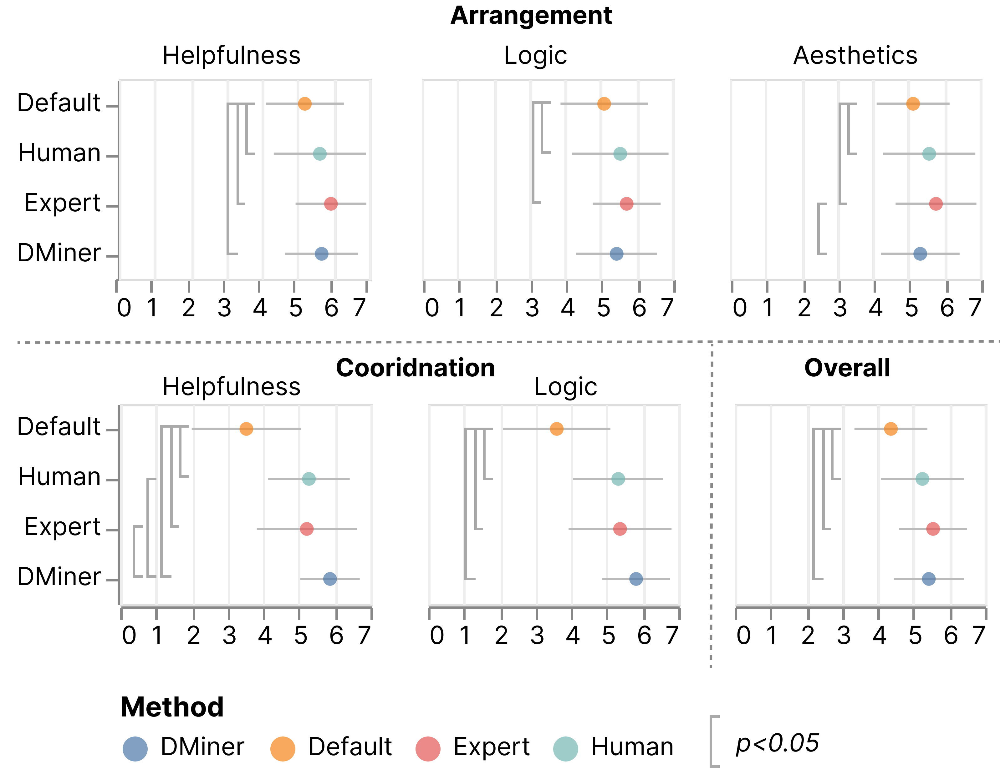 Arrangement
Helpfulness Logic Aesthetics
Default
Human
Expert
DMiner
0 1 2 3 4 5 6 7 0 1 2 3 4 5 6 7 0 1 2 3 4 5 6 7
Cooridnation Overall
Helpfulness Logic
Default
Human
Expert
DMiner
0 1 2 3 4 5 6 7 0 1 2 3 4 5 6 7 0 1 2 3 4 5 6 7
Method
DMiner Default Expert Human p<0.05